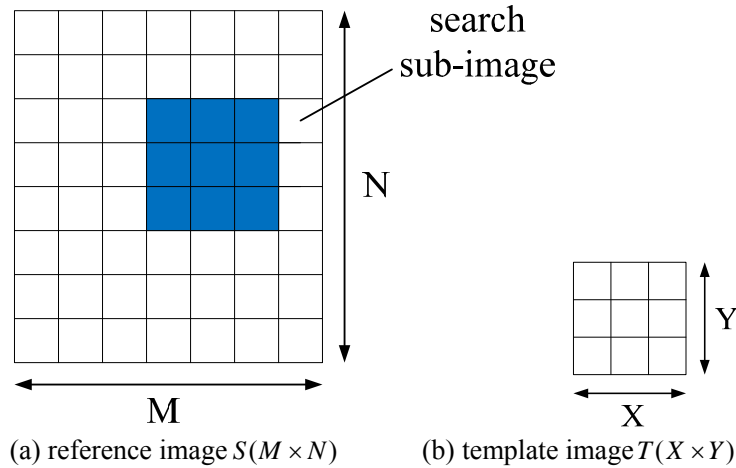 search
sub-image
N
M
Y
X
(a) reference image S(M × N)
(b) template image T(X × Y)